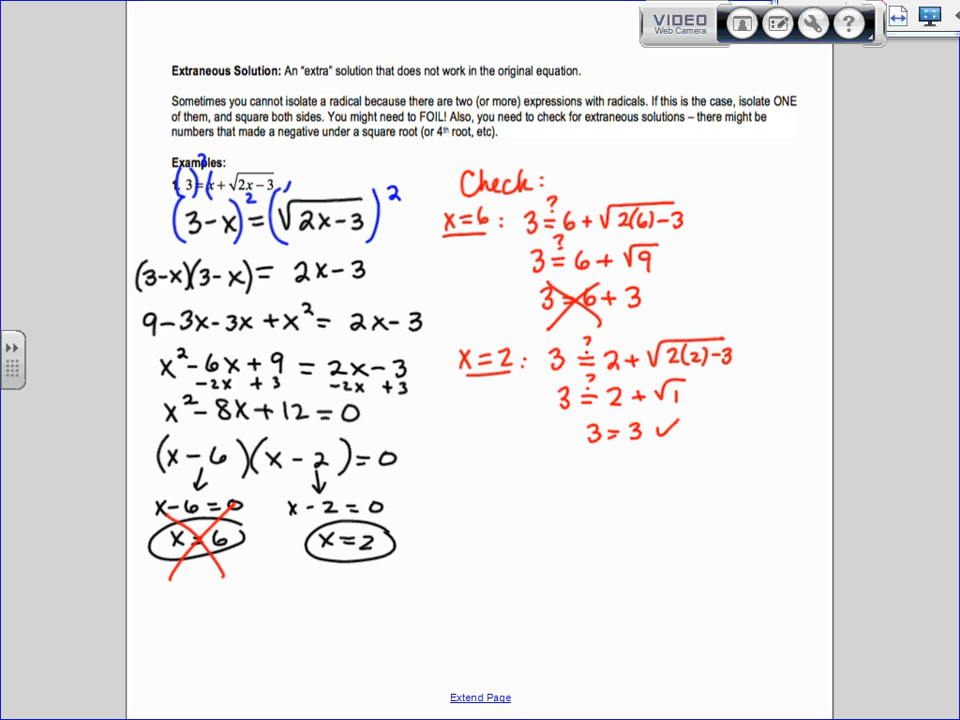 VIDEO
Web Camera
Extraneous Solution: An "extra" solution that does not work in the original equation.
Sometimes you cannot isolate a radical because there are two (or more) expressions with radicals. If this is the case, isolate ONE
of them, and square both sides. You might need to FOIL! Also, you need to check for extraneous solutions – there might be
numbers that made a negative under a square root (or 4th root, etc).
Examples:
1. 3 = x + √(2x − 3)
(3 − x)² = (√(2x − 3))²
(3-x)(3-x) = 2x − 3
9 − 3x − 3x + x² = 2x − 3
x² − 6x + 9 = 2x − 3
−2x + 3 −2x + 3
x² − 8x + 12 = 0
(x − 6)(x − 2) = 0
x − 6 = 0 x − 2 = 0
x = 6 x = 2
Check:
x = 6 : 3 ≟ 6 + √(2(6) − 3)
3 ≟ 6 + √9
3 = 6 + 3
x = 2 : 3 ≟ 2 + √(2(2) − 3)
3 ≟ 2 + √1
3 = 3 ✓
Extend Page